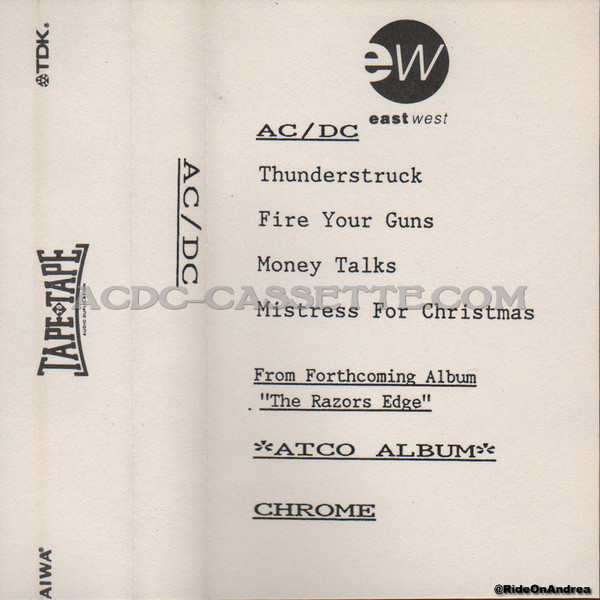 TDK®
TAPE TO TAPE
AIWA®
AC/DC
ew
east west
AC/DC
Thunderstruck
Fire Your Guns
Money Talks
Mistress For Christmas
From Forthcoming Album
"The Razors Edge"
*ATCO ALBUM*
CHROME
ACDC-CASSETTE.COM
@RideOnAndrea